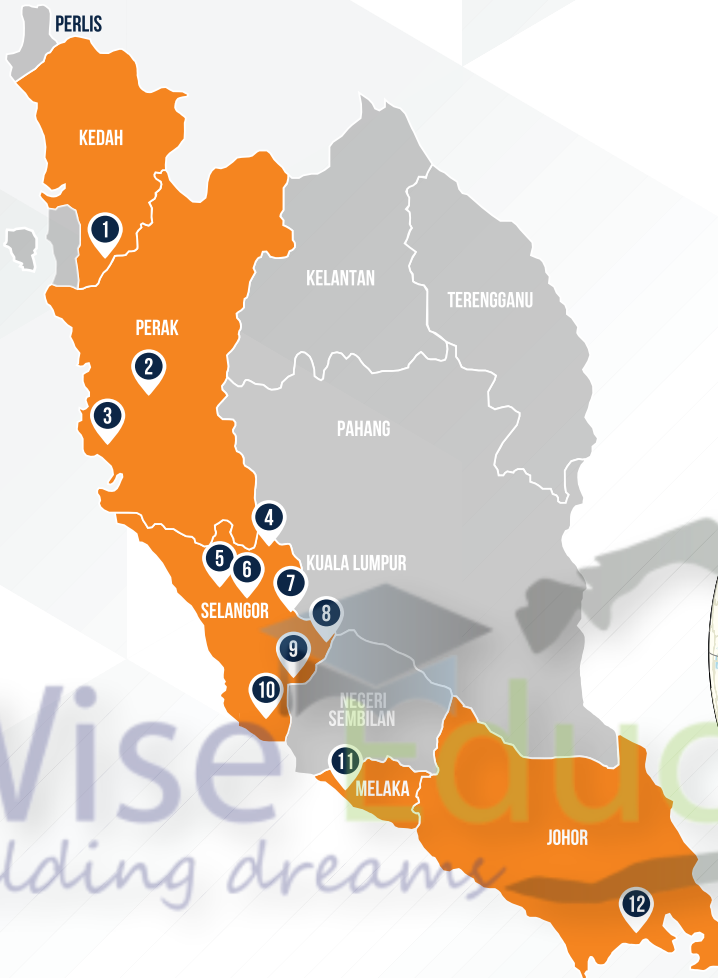 PERLIS
KEDAH
1
KELANTAN
TERENGGANU
PERAK
2
3
PAHANG
4
KUALA LUMPUR
5
6
7
SELANGOR
8
9
10
NEGERI
SEMBILAN
11
MELAKA
JOHOR
12
Wise Educ
lding dreams